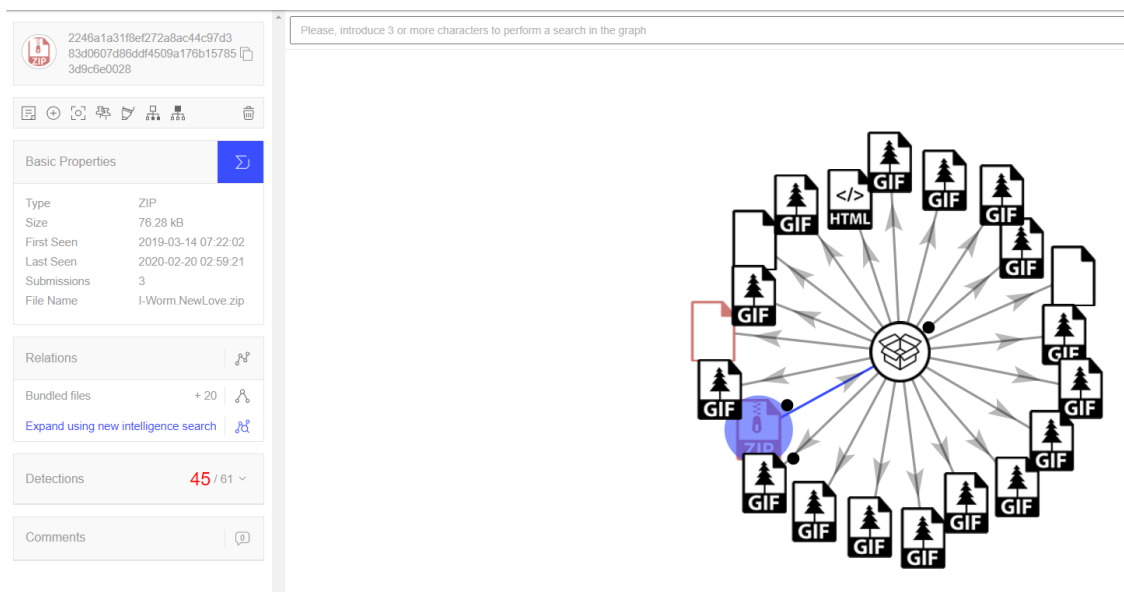 Please, introduce 3 or more characters to perform a search in the graph
ZIP
2246a1a31f8ef272a8ac44c97d3
83d0607d86ddf4509a176b15785
3d9c6e0028
Basic Properties
Type ZIP
Size 76.28 kB
First Seen 2019-03-14 07:22:02
Last Seen 2020-02-20 02:59:21
Submissions 3
File Name I-Worm.NewLove.zip
Relations
Bundled files + 20
Expand using new intelligence search
Detections 45 / 61
Comments 0
GIF
GIF
</>
HTML
GIF
GIF
GIF
GIF
GIF
GIF
GIF
GIF
ZIP
GIF
GIF
GIF
GIF
GIF
GIF
GIF